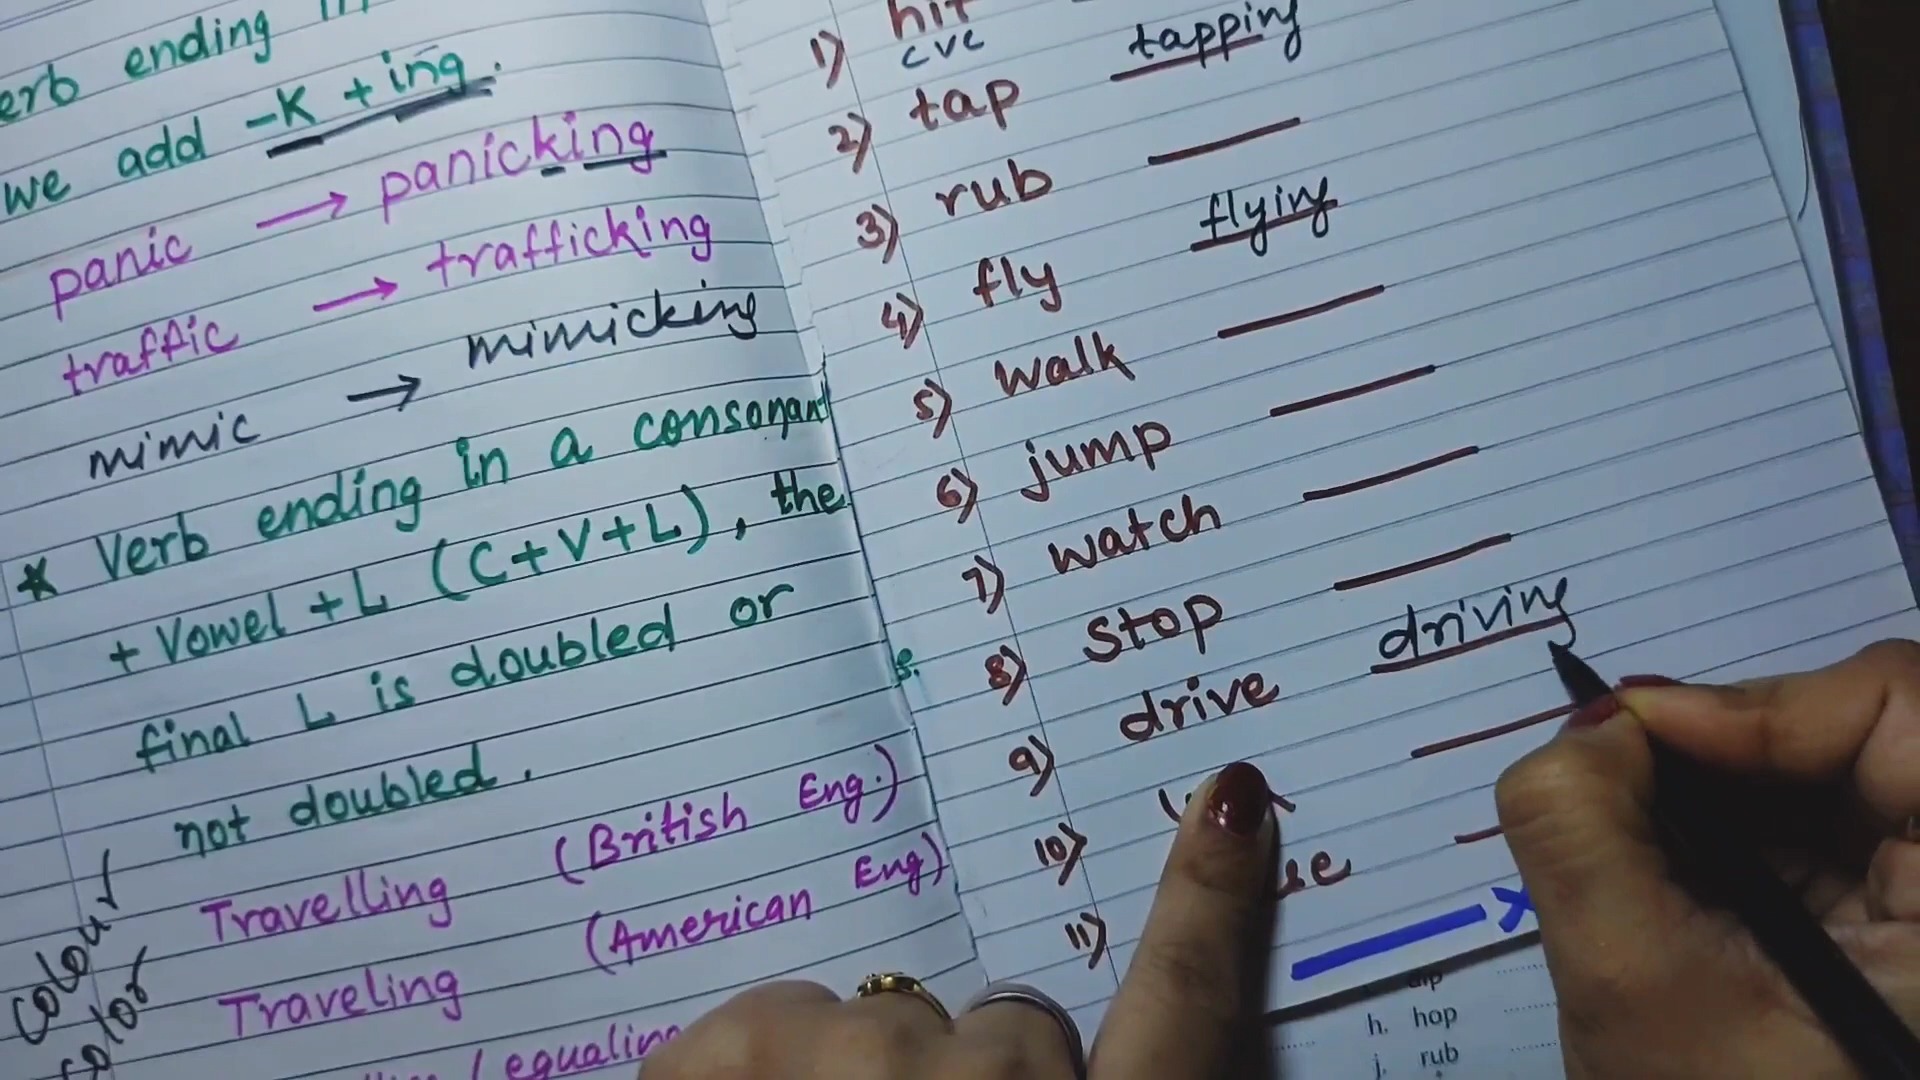 erb ending in
we add -K + ing.
panic → panicking
traffic → trafficking
mimic → mimicking
* Verb ending in a consonant
+ Vowel + L (C+V+L), the
final L is doubled or
not doubled.
Travelling (British Eng.)
Traveling (American Eng)
equaling
colour
color
1) hit
cvc
2) tap tapping
3) rub
4) fly flying
5) walk
6) jump
7) watch
8) stop
9) drive driving
10)
11)
dip
h. hop
j. rub